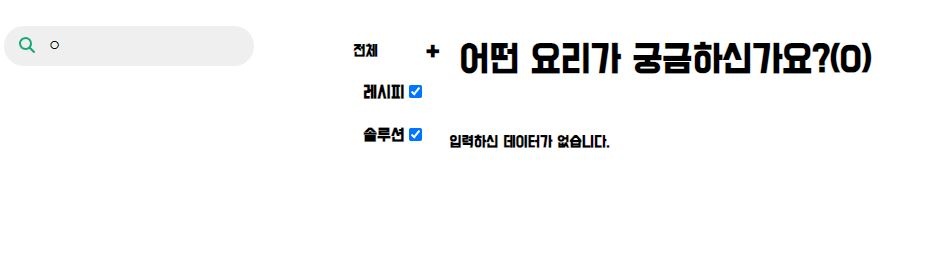 ㅇ
전체 +
어떤 요리가 궁금하신가요?(0)
레시피
솔루션
입력하신 데이터가 없습니다.